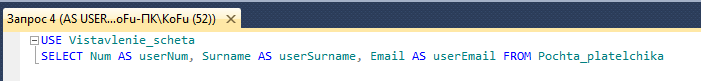 Запрос 4 (AS USER...oFu-ПК\KoFu (52))
USE Vistavlenie_scheta
SELECT Num AS userNum, Surname AS userSurname, Email AS userEmail FROM Pochta_platelchika